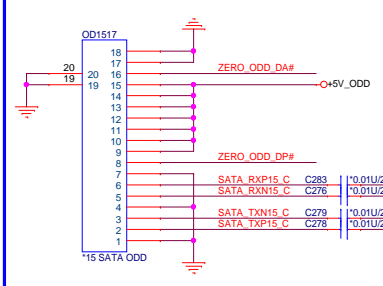 OD1517
18
17
20 20 16 ZERO_ODD_DA#
19 19 15 +5V_ODD
14
13
12
11
10
9
8 ZERO_ODD_DP#
7
6 SATA_RXP15_C C283 *0.01U/2
5 SATA_RXN15_C C276 *0.01U/2
4
3 SATA_TXN15_C C279 *0.01U/2
2 SATA_TXP15_C C278 *0.01U/2
1
*15 SATA ODD